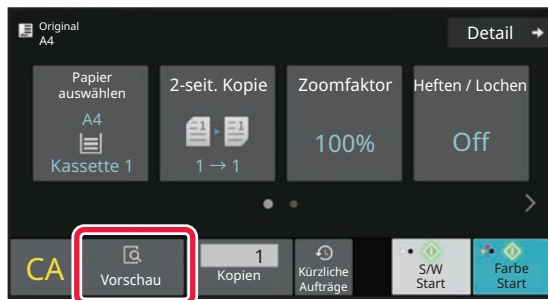 Original
A4
Detail
Papier
auswählen
A4
Kassette 1
2-seit. Kopie
1 → 1
Zoomfaktor
100%
Heften / Lochen
Off
CA
Vorschau
1
Kopien
Kürzliche
Aufträge
S/W
Start
Farbe
Start